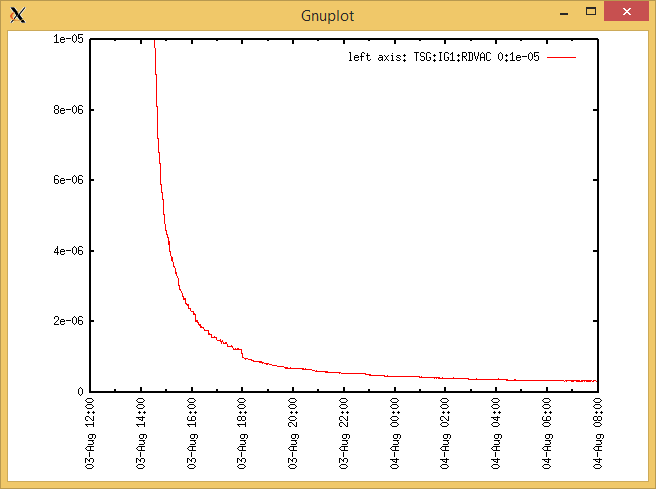 Gnuplot
left axis: TSG:IG1:RDVAC 0:1e-05
1e-05
8e-06
6e-06
4e-06
2e-06
0
03-Aug 12:00
03-Aug 14:00
03-Aug 16:00
03-Aug 18:00
03-Aug 20:00
03-Aug 22:00
04-Aug 00:00
04-Aug 02:00
04-Aug 04:00
04-Aug 06:00
04-Aug 08:00